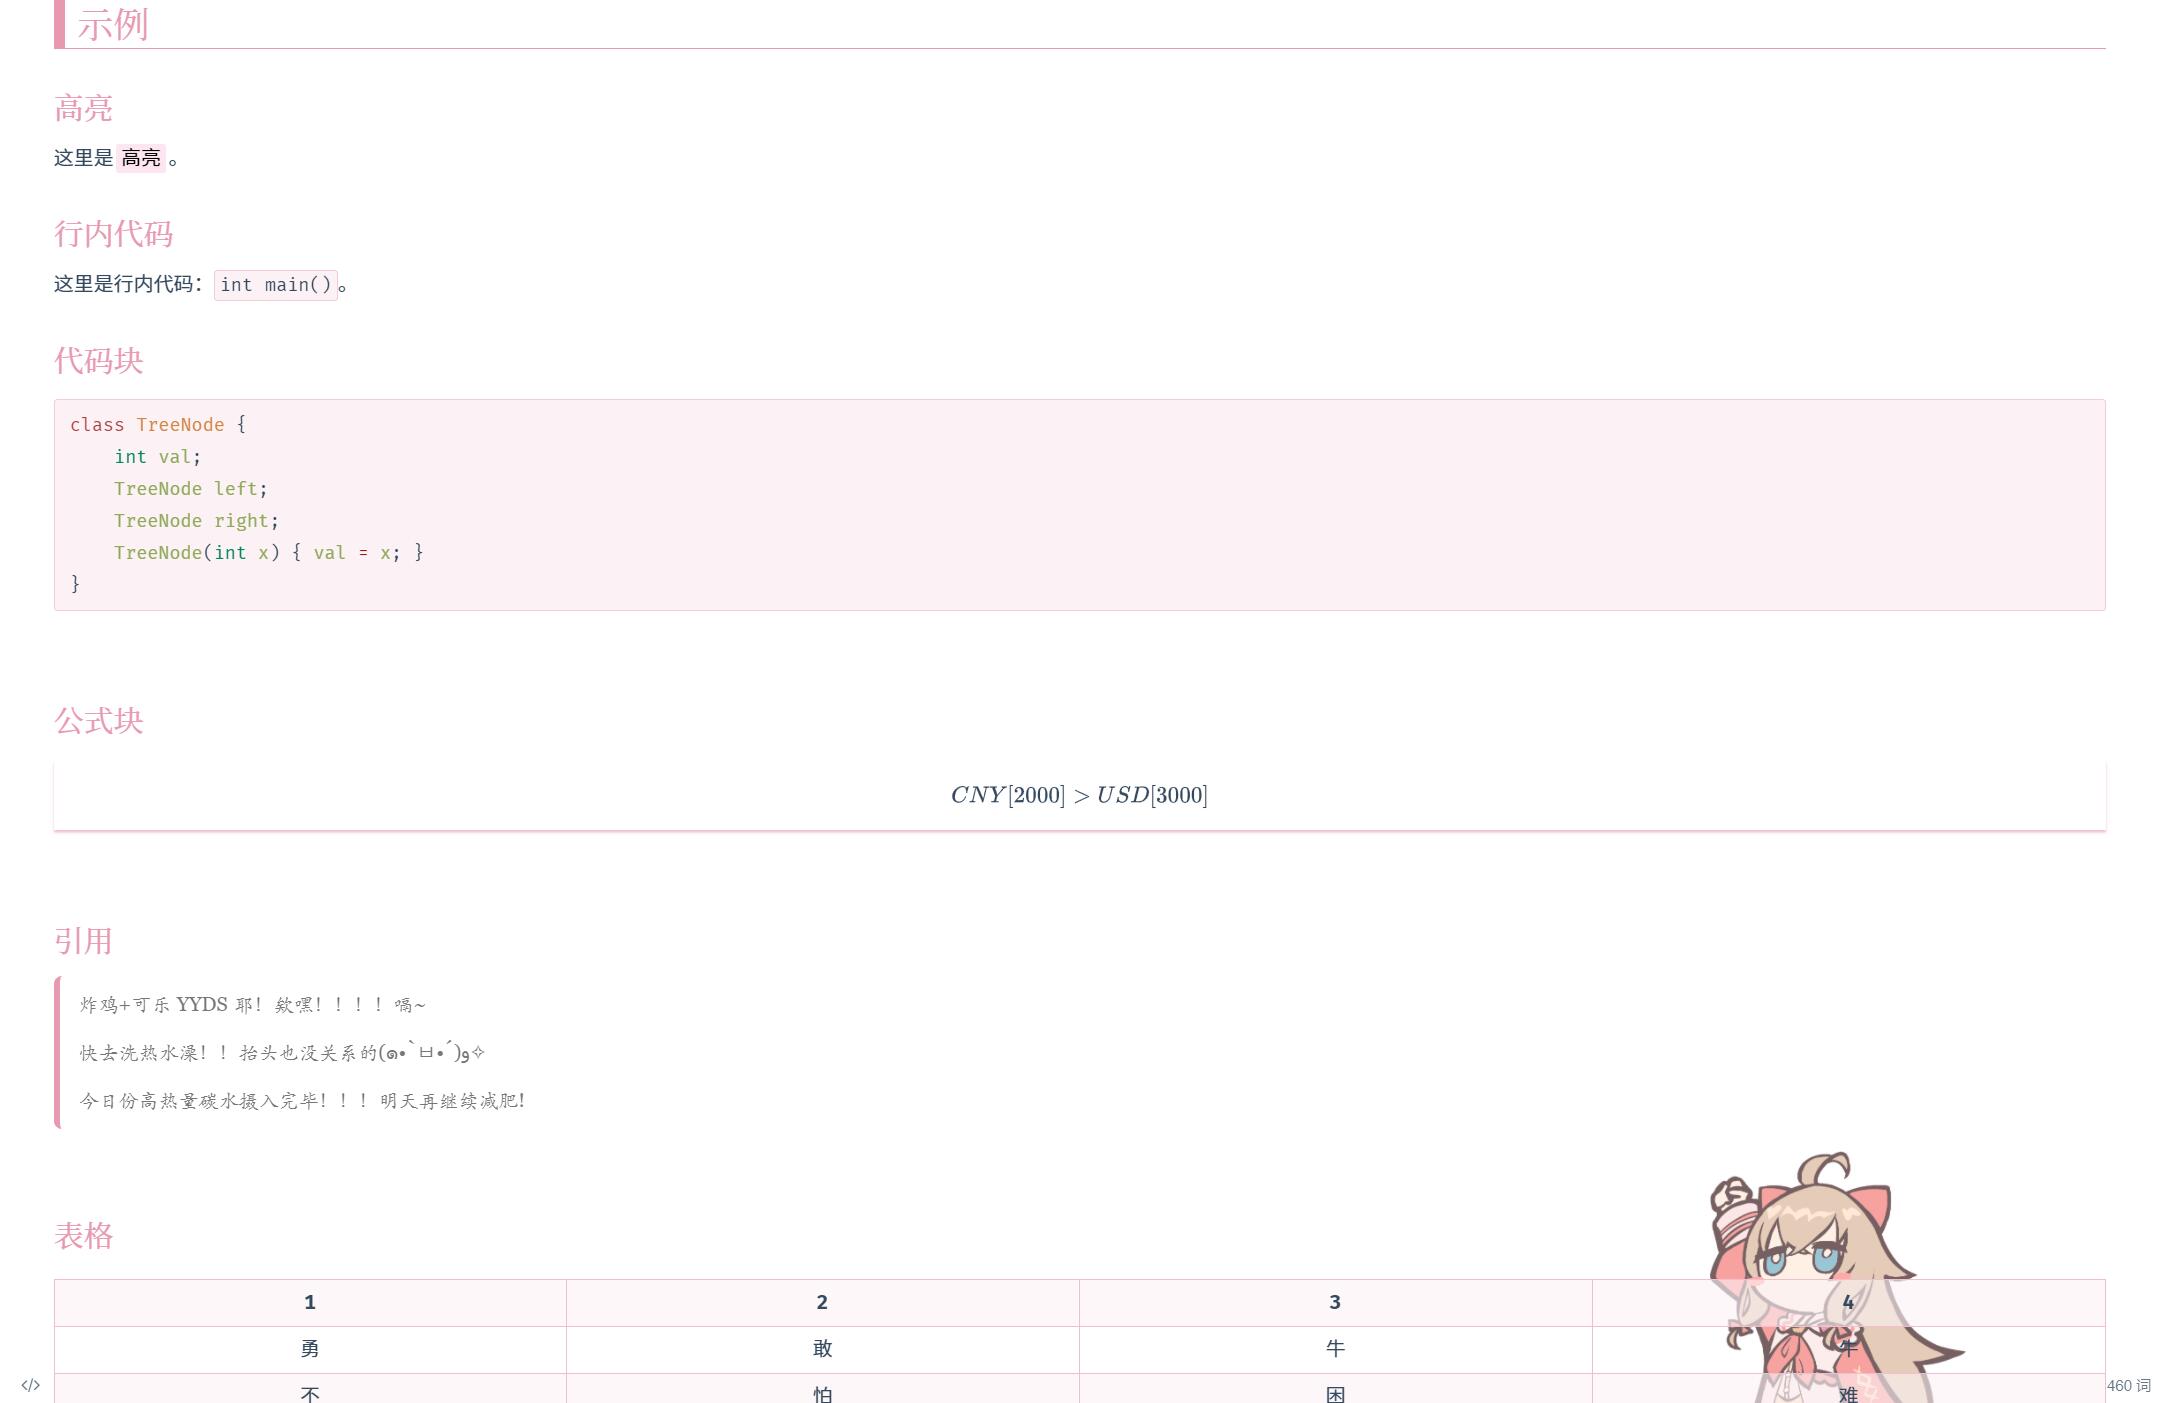 示例
高亮
这里是 高亮 。
行内代码
这里是行内代码： int main() 。
代码块
class TreeNode {
    int val;
    TreeNode left;
    TreeNode right;
    TreeNode(int x) { val = x; }
}
公式块
CNY[2000] > USD[3000]
引用
炸鸡+可乐 YYDS 耶！欸嘿！！！！嗝~
快去洗热水澡！！抬头也没关系的(๑•̀ㅂ•́)و✧
今日份高热量碳水摄入完毕！！！明天再继续减肥！
表格
1 2 3 4
勇 敢 牛 牛
不 怕 困 难
</> 460 词